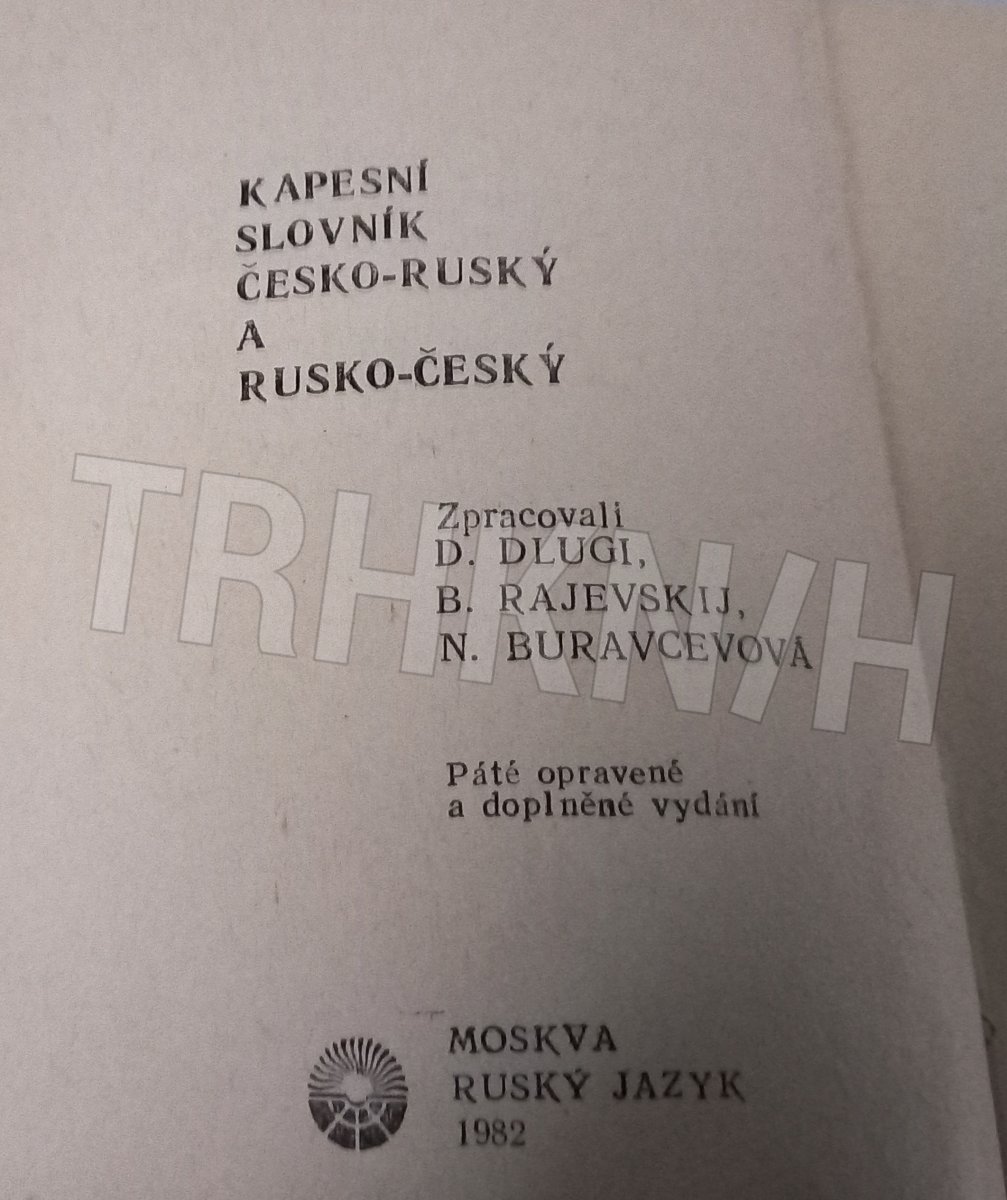 KAPESNÍ
SLOVNÍK
ČESKO-RUSKÝ
A
RUSKO-ČESKÝ
Zpracovali
D. DLUGI,
B. RAJEVSKIJ,
N. BURAVCEVOVÁ
TRHKNIH
Páté opravené
a doplněné vydání
MOSKVA
RUSKÝ JAZYK
1982